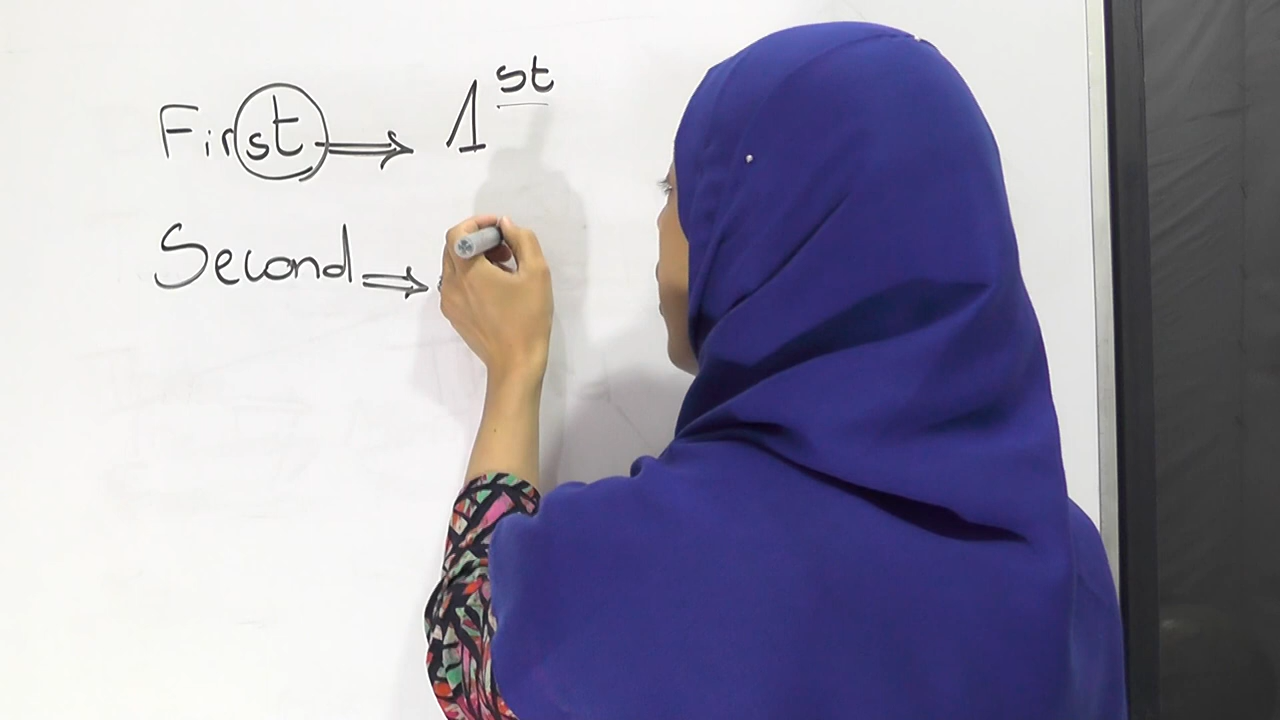 First ⇒ 1st
Second ⇒